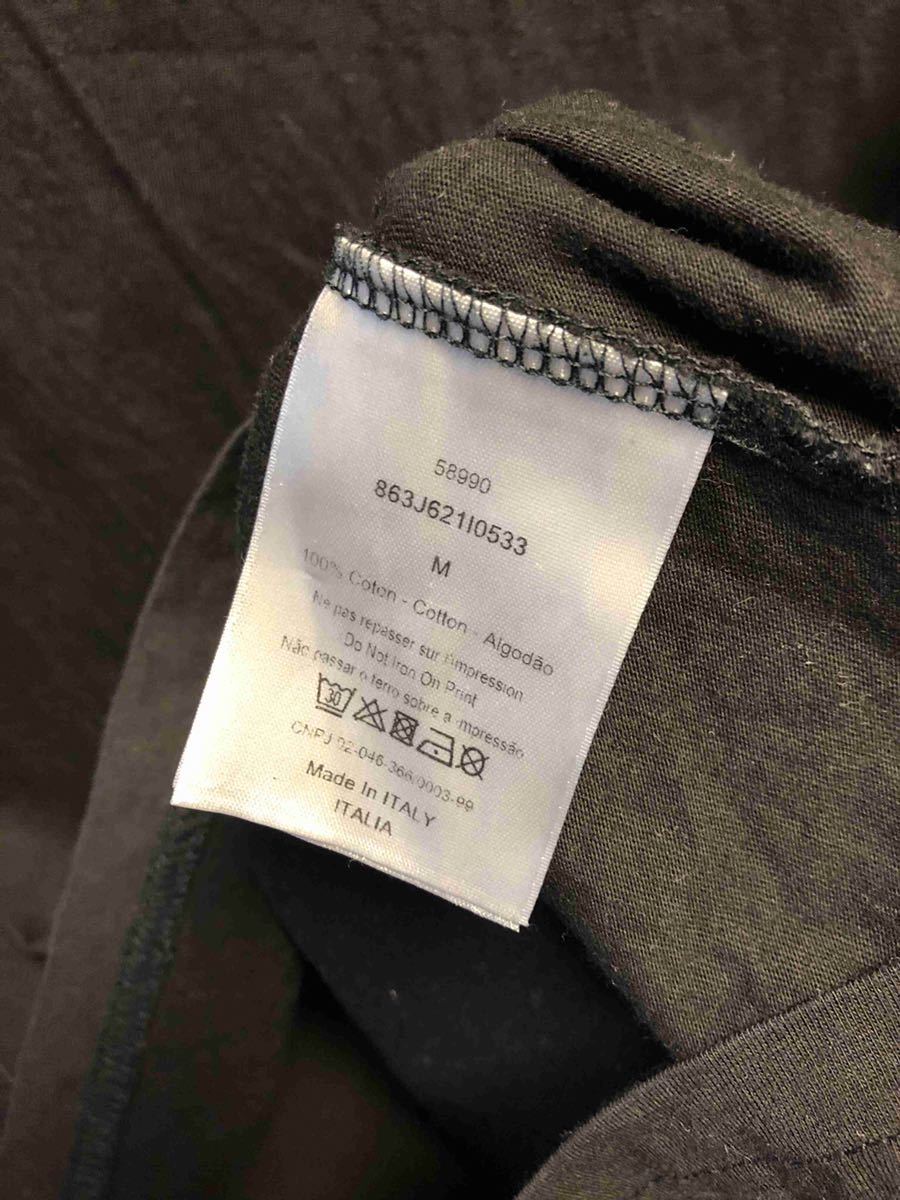 58990
863J621I0533
M
100% Coton - Cotton - Algodão
Ne pas repasser sur l'impression
Do Not Iron On Print
Não passar o ferro sobre a impressão
30
CNPJ 02-046-366/0003-99
Made In ITALY
ITALIA